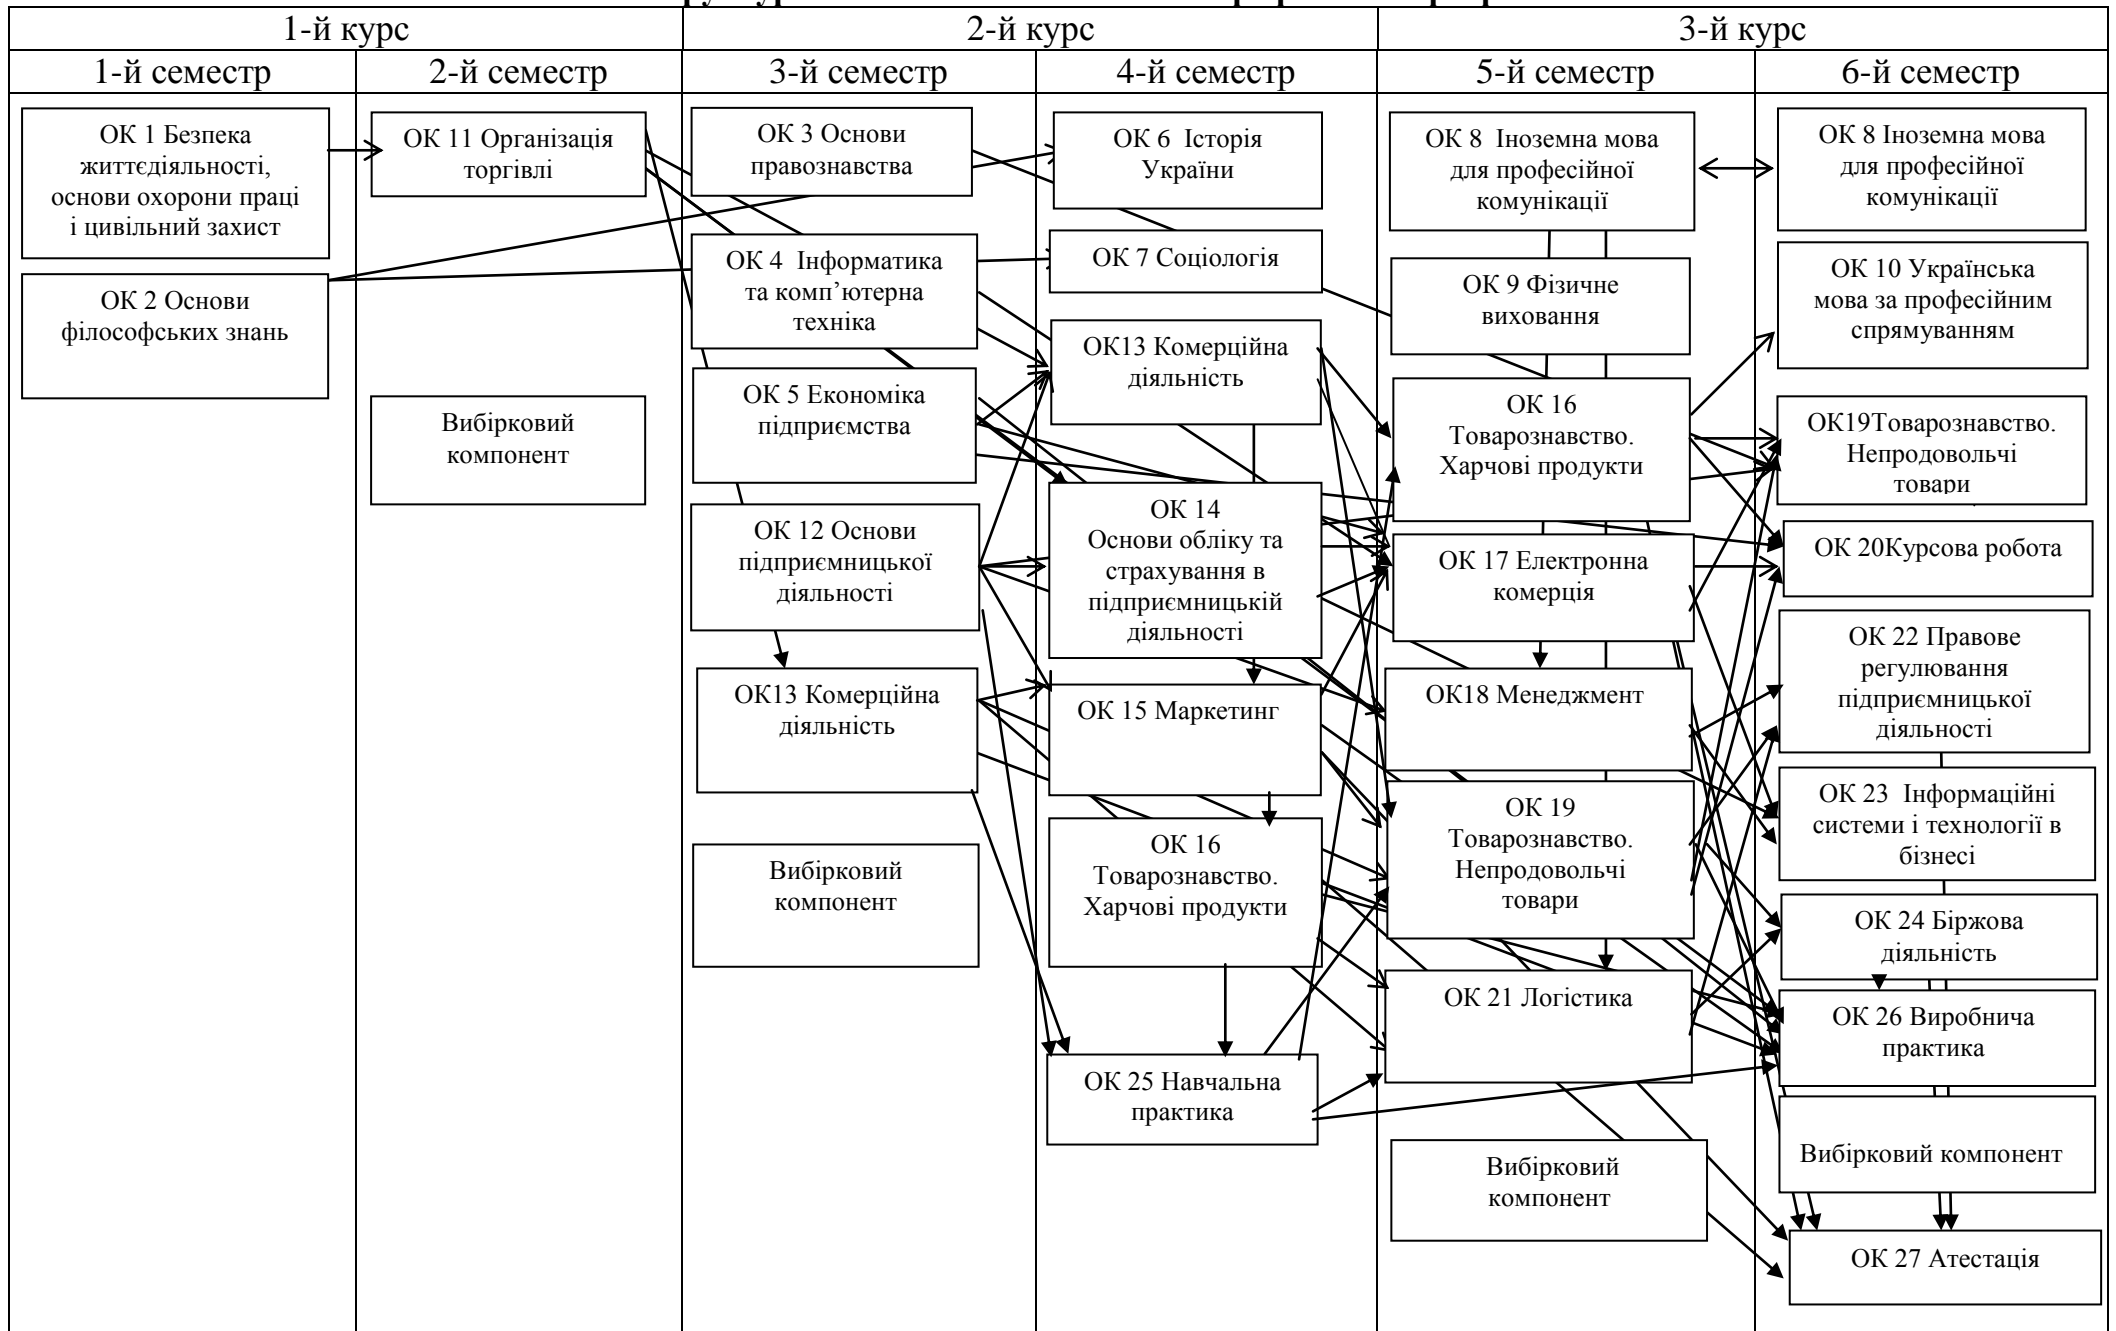 1-й курс
2-й курс
3-й курс
1-й семестр
2-й семестр
3-й семестр
4-й семестр
5-й семестр
6-й семестр
ОК 1 Безпека
життєдіяльності,
основи охорони праці
і цивільний захист
ОК 2 Основи
філософських знань
ОК 11 Організація
торгівлі
Вибірковий
компонент
ОК 3 Основи
правознавства
ОК 4 Інформатика
та комп’ютерна
техніка
ОК 5 Економіка
підприємства
ОК 12 Основи
підприємницької
діяльності
ОК13 Комерційна
діяльність
Вибірковий
компонент
ОК 6 Історія
України
ОК 7 Соціологія
ОК13 Комерційна
діяльність
ОК 14
Основи обліку та
страхування в
підприємницькій
діяльності
ОК 15 Маркетинг
ОК 16
Товарознавство.
Харчові продукти
ОК 25 Навчальна
практика
ОК 8 Іноземна мова
для професійної
комунікації
ОК 9 Фізичне
виховання
ОК 16
Товарознавство.
Харчові продукти
ОК 17 Електронна
комерція
ОК18 Менеджмент
ОК 19
Товарознавство.
Непродовольчі
товари
ОК 21 Логістика
Вибірковий
компонент
ОК 8 Іноземна мова
для професійної
комунікації
ОК 10 Українська
мова за професійним
спрямуванням
ОК19Товарознавство.
Непродовольчі
товари
ОК 20Курсова робота
ОК 22 Правове
регулювання
підприємницької
діяльності
ОК 23 Інформаційні
системи і технології в
бізнесі
ОК 24 Біржова
діяльність
ОК 26 Виробнича
практика
Вибірковий компонент
ОК 27 Атестація